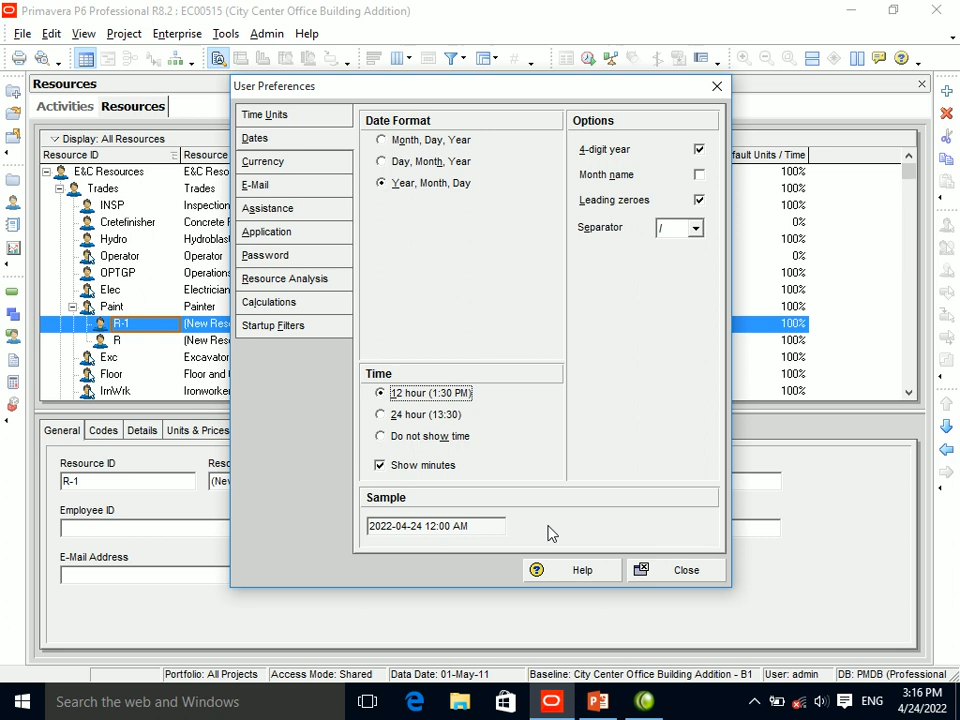 Primavera P6 Professional R8.2 : EC00515 (City Center Office Building Addition)
File Edit View Project Enterprise Tools Admin Help
Resources
Activities Resources
Display: All Resources
Resource ID Resource fault Units / Time
E&C Resources E&C Reso 100%
Trades Trades 100%
INSP Inspection 100%
Cretefinisher Concrete 0%
Hydro Hydroblast 100%
Operator Operator 0%
OPTGP Operations 100%
Elec Electrician 100%
Paint Painter 100%
R-1 (New Res 100%
R (New Res 100%
Exc Excavator 100%
Floor Floor and 100%
IrnWrk Ironworker 100%
General Codes Details Units & Prices
Resource ID Reso
R-1 (New
Employee ID
E-Mail Address
User Preferences
Time Units
Dates
Currency
E-Mail
Assistance
Application
Password
Resource Analysis
Calculations
Startup Filters
Date Format
Month, Day, Year
Day, Month, Year
Year, Month, Day
Options
4-digit year
Month name
Leading zeroes
Separator /
Time
12 hour (1:30 PM)
24 hour (13:30)
Do not show time
Show minutes
Sample
2022-04-24 12:00 AM
Help Close
Portfolio: All Projects Access Mode: Shared Data Date: 01-May-11 Baseline: City Center Office Building Addition - B1 User: admin DB: PMDB (Professional
Search the web and Windows
ENG
3:16 PM
4/24/2022